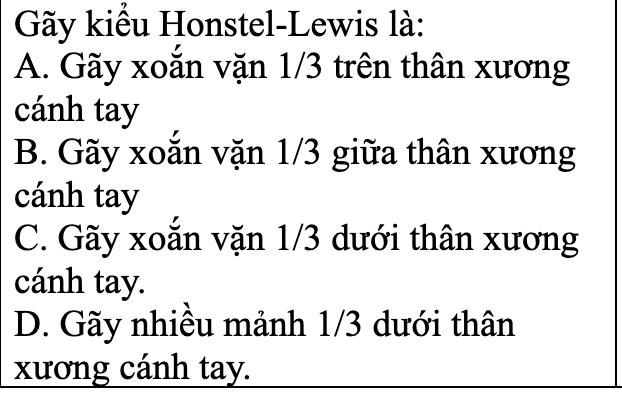 Gãy kiểu Honstel-Lewis là:
A. Gãy xoắn vặn 1/3 trên thân xương
cánh tay
B. Gãy xoắn vặn 1/3 giữa thân xương
cánh tay
C. Gãy xoắn vặn 1/3 dưới thân xương
cánh tay.
D. Gãy nhiều mảnh 1/3 dưới thân
xương cánh tay.